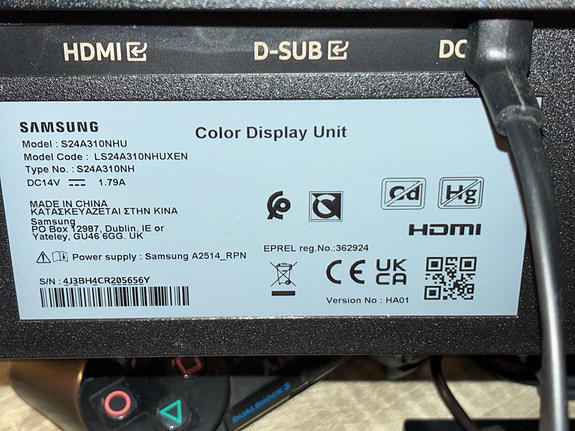 HDMI D-SUB DC
SAMSUNG
Color Display Unit
Model : S24A310NHU
Model Code : LS24A310NHUXEN
Type No. : S24A310NH
DC14V ⎓ 1.79A
MADE IN CHINA
ΚΑΤΑΣΚΕΥΑΖΕΤΑΙ ΣΤΗΝ ΚΙΝΑ
Samsung
PO Box 12987, Dublin. IE or
Yateley, GU46 6GG. UK
Cd Hg
HDMI
EPREL reg.No.:362924
Power supply : Samsung A2514_RPN
CE UK CA
S/N : 4J3BH4CR205656Y
Version No : HA01
DUALSHOCK 3